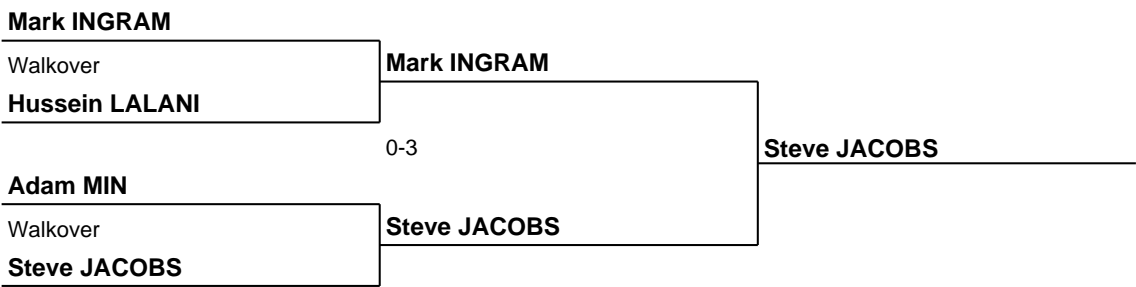 Mark INGRAM
Walkover
Mark INGRAM
Hussein LALANI
0-3
Steve JACOBS
Adam MIN
Walkover
Steve JACOBS
Steve JACOBS